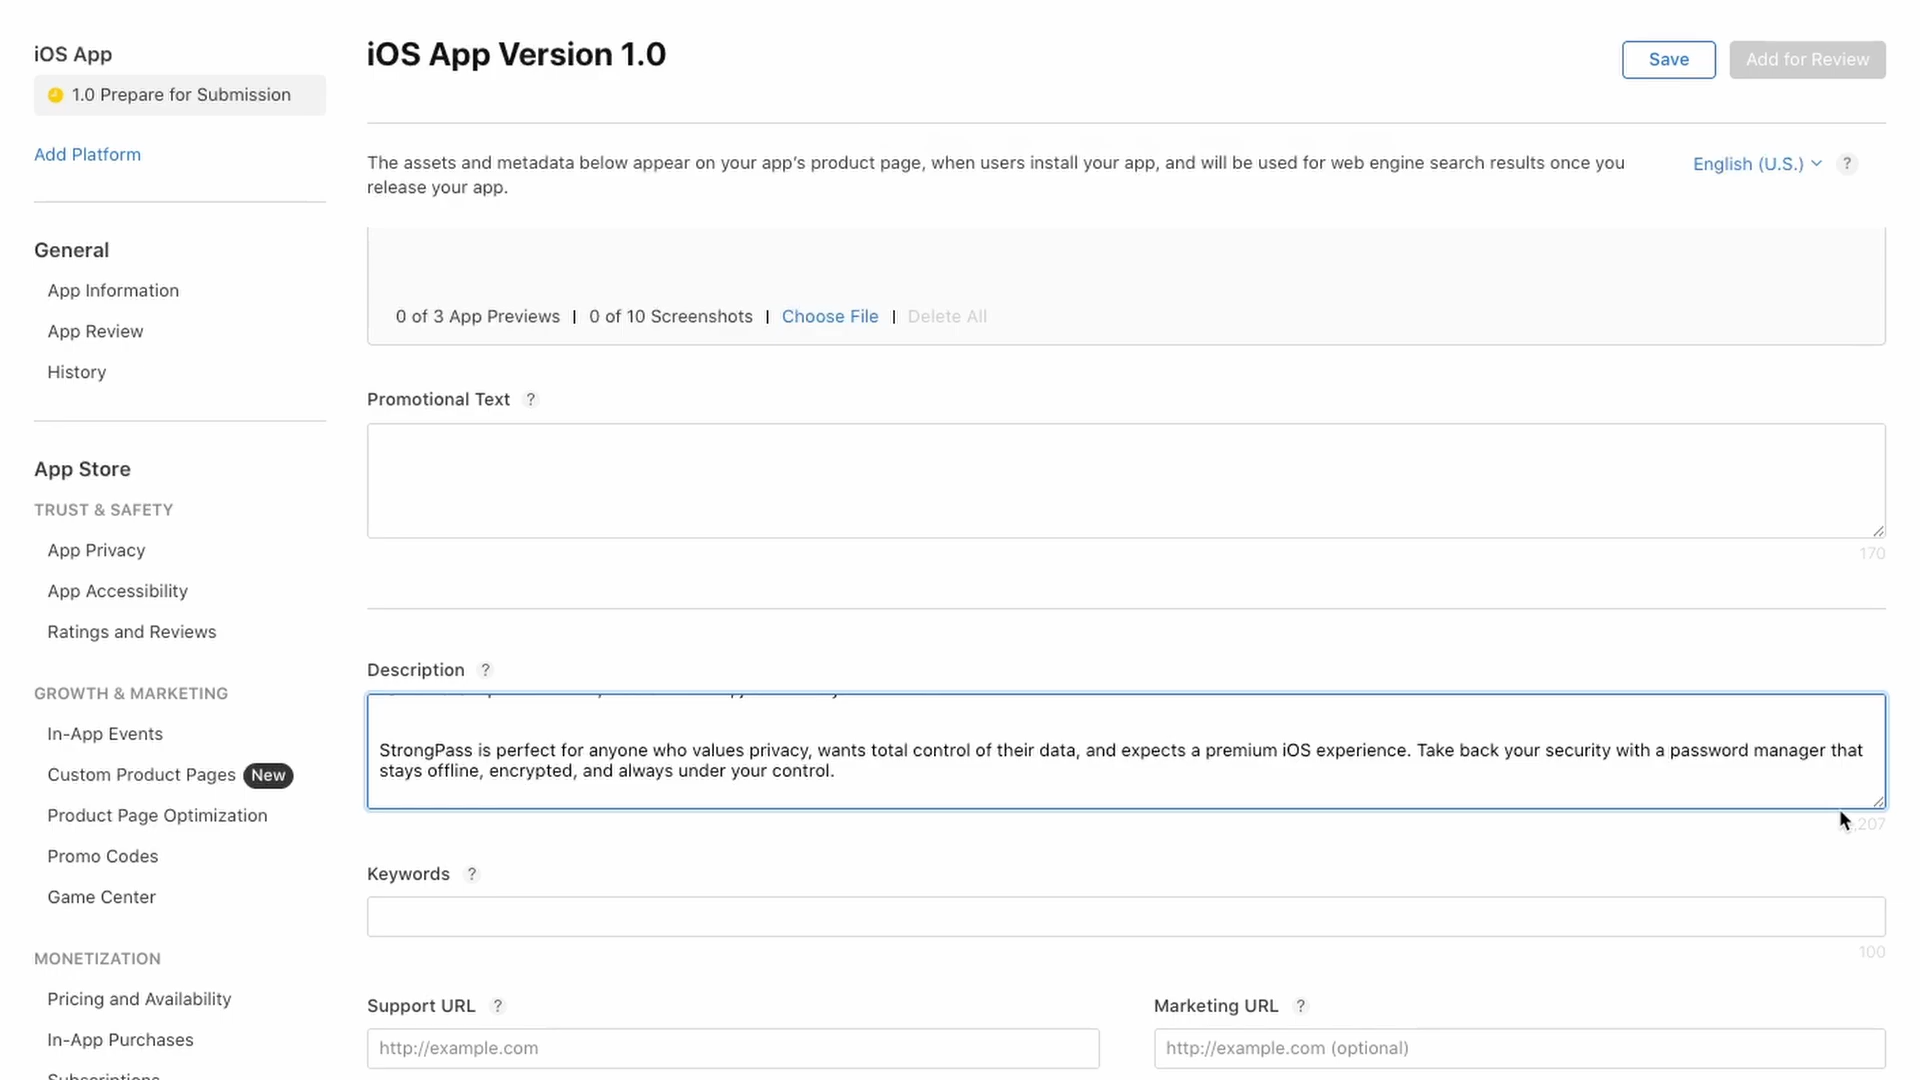 iOS App
1.0 Prepare for Submission
Add Platform
General
App Information
App Review
History
App Store
TRUST & SAFETY
App Privacy
App Accessibility
Ratings and Reviews
GROWTH & MARKETING
In-App Events
Custom Product Pages New
Product Page Optimization
Promo Codes
Game Center
MONETIZATION
Pricing and Availability
In-App Purchases
Subscriptions
iOS App Version 1.0
Save
Add for Review
The assets and metadata below appear on your app's product page, when users install your app, and will be used for web engine search results once you
release your app.
English (U.S.) ?
0 of 3 App Previews | 0 of 10 Screenshots | Choose File | Delete All
Promotional Text ?
170
Description ?
StrongPass is perfect for anyone who values privacy, wants total control of their data, and expects a premium iOS experience. Take back your security with a password manager that
stays offline, encrypted, and always under your control.
Keywords ?
100
Support URL ?
http://example.com
Marketing URL ?
http://example.com (optional)